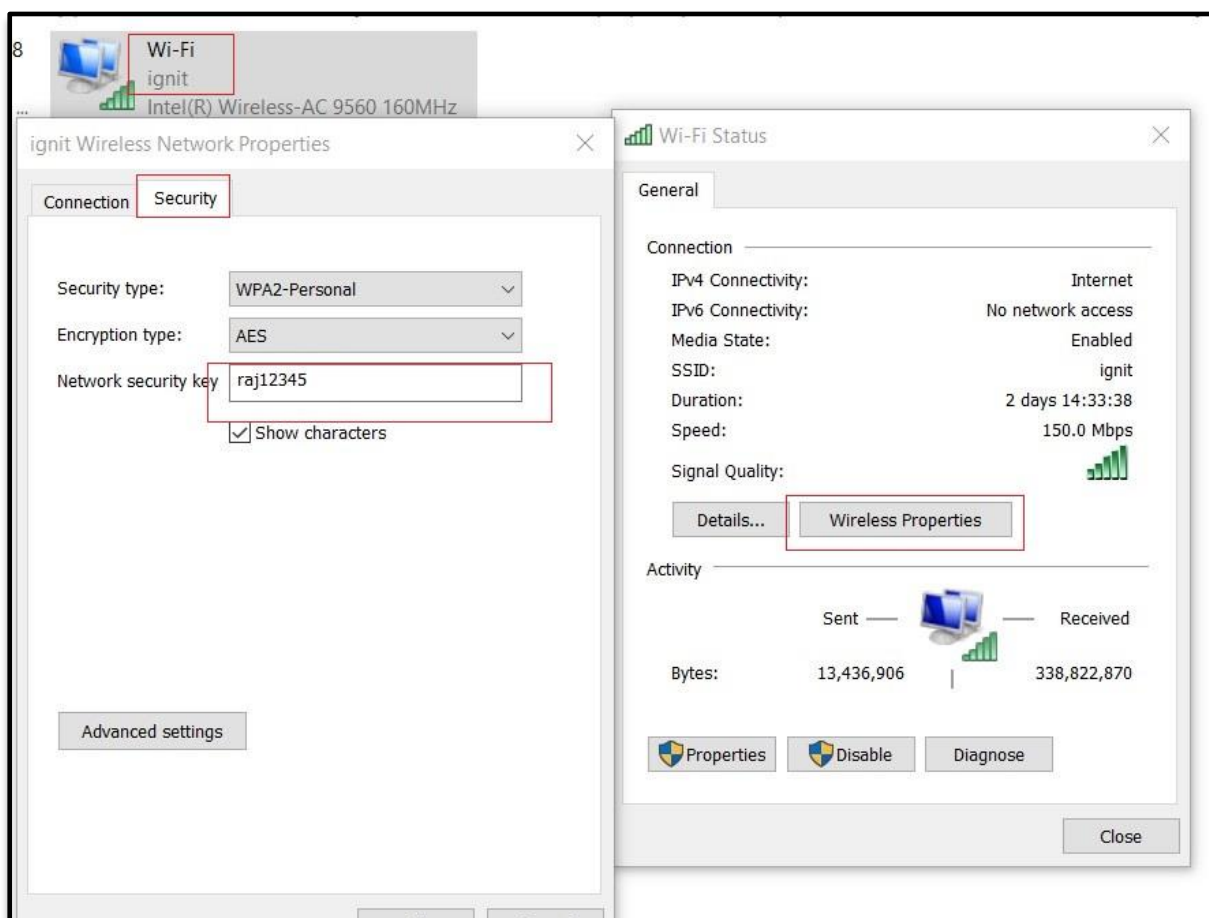 8
Wi-Fi
ignit
...
Intel(R) Wireless-AC 9560 160MHz
ignit Wireless Network Properties
Connection
Security
Security type:
WPA2-Personal
Encryption type:
AES
Network security key
raj12345
Show characters
Advanced settings
Wi-Fi Status
General
Connection
IPv4 Connectivity: Internet
IPv6 Connectivity: No network access
Media State: Enabled
SSID: ignit
Duration: 2 days 14:33:38
Speed: 150.0 Mbps
Signal Quality:
Details...
Wireless Properties
Activity
Sent
Received
Bytes: 13,436,906 338,822,870
Properties
Disable
Diagnose
Close